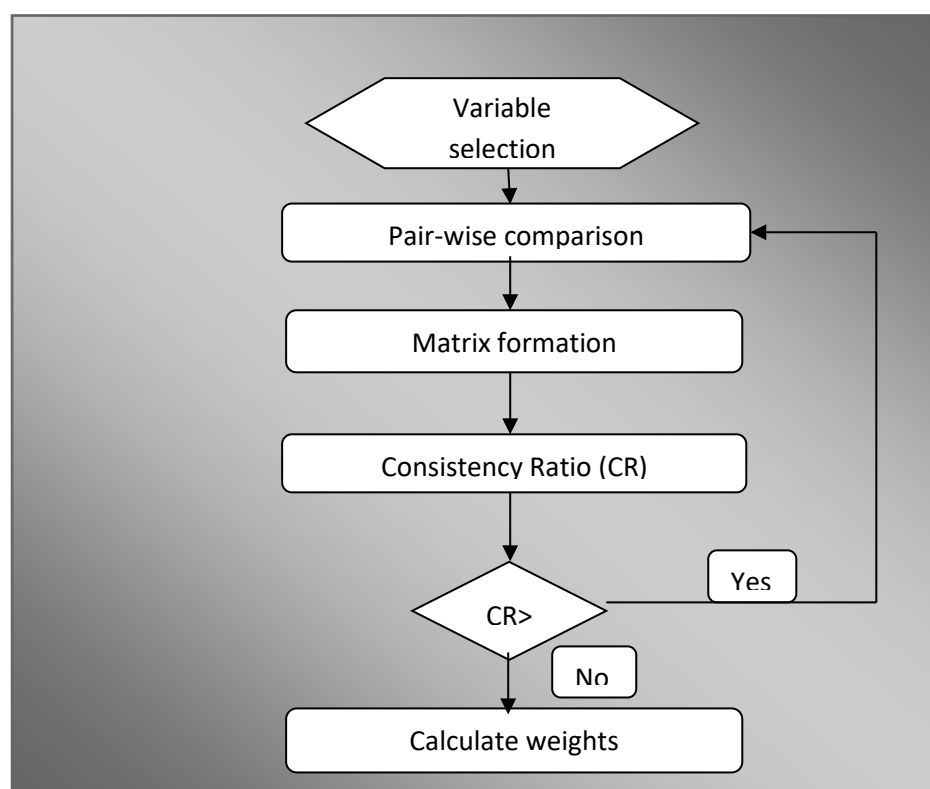 Variable
selection
Pair-wise comparison
Matrix formation
Consistency Ratio (CR)
Yes
CR>
No
Calculate weights